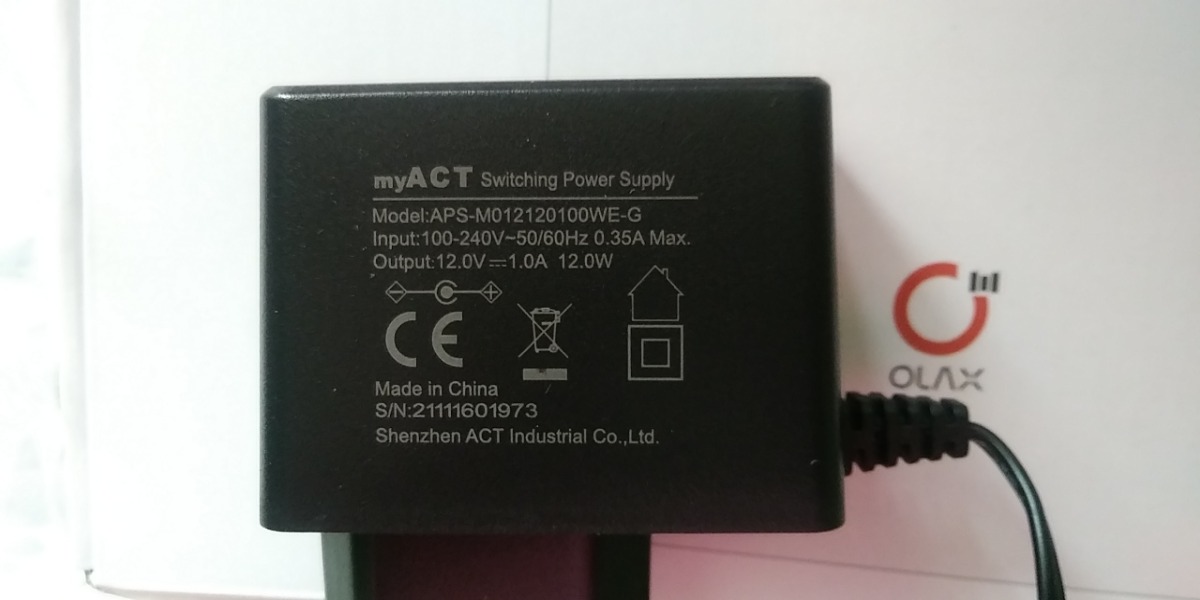 myACT Switching Power Supply
Model:APS-M012120100WE-G
Input:100-240V~50/60Hz 0.35A Max.
Output:12.0V⎓1.0A 12.0W
CE
Made in China
S/N:21111601973
Shenzhen ACT Industrial Co.,Ltd.
OLAX